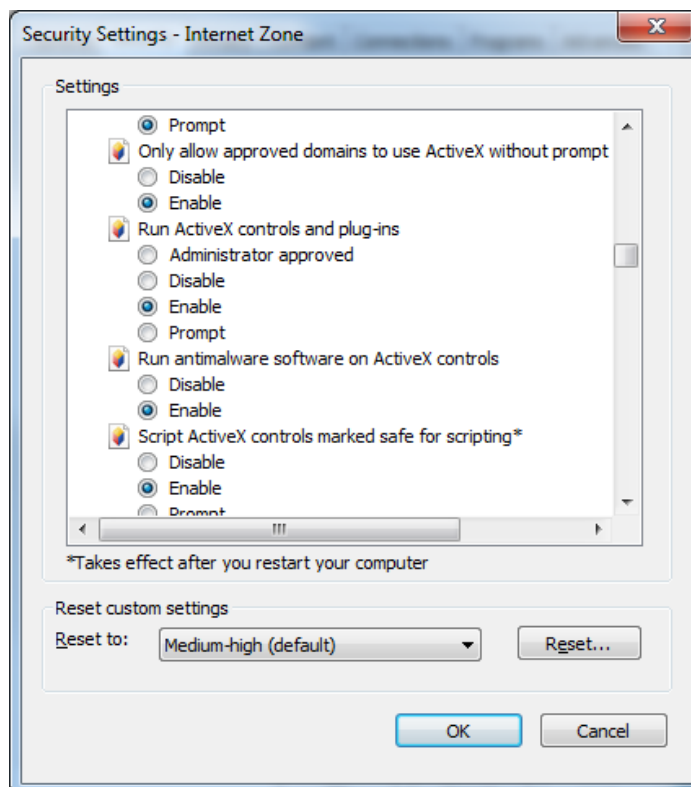 Security Settings - Internet Zone
Settings
Prompt
Only allow approved domains to use ActiveX without prompt
Disable
Enable
Run ActiveX controls and plug-ins
Administrator approved
Disable
Enable
Prompt
Run antimalware software on ActiveX controls
Disable
Enable
Script ActiveX controls marked safe for scripting*
Disable
Enable
Prompt
*Takes effect after you restart your computer
Reset custom settings
Reset to:
Medium-high (default)
Reset...
OK
Cancel